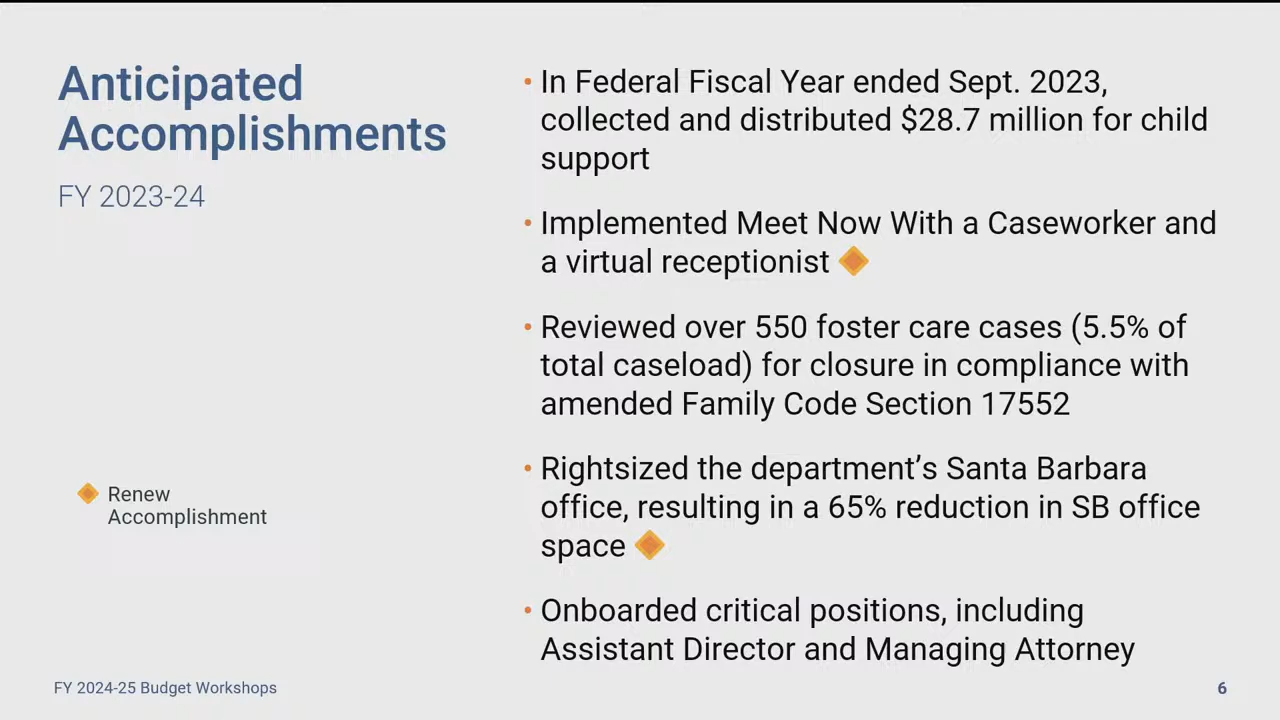 Anticipated
Accomplishments
FY 2023-24
Renew
Accomplishment
• In Federal Fiscal Year ended Sept. 2023,
collected and distributed $28.7 million for child
support
• Implemented Meet Now With a Caseworker and
a virtual receptionist
• Reviewed over 550 foster care cases (5.5% of
total caseload) for closure in compliance with
amended Family Code Section 17552
• Rightsized the department’s Santa Barbara
office, resulting in a 65% reduction in SB office
space
• Onboarded critical positions, including
Assistant Director and Managing Attorney
FY 2024-25 Budget Workshops
6